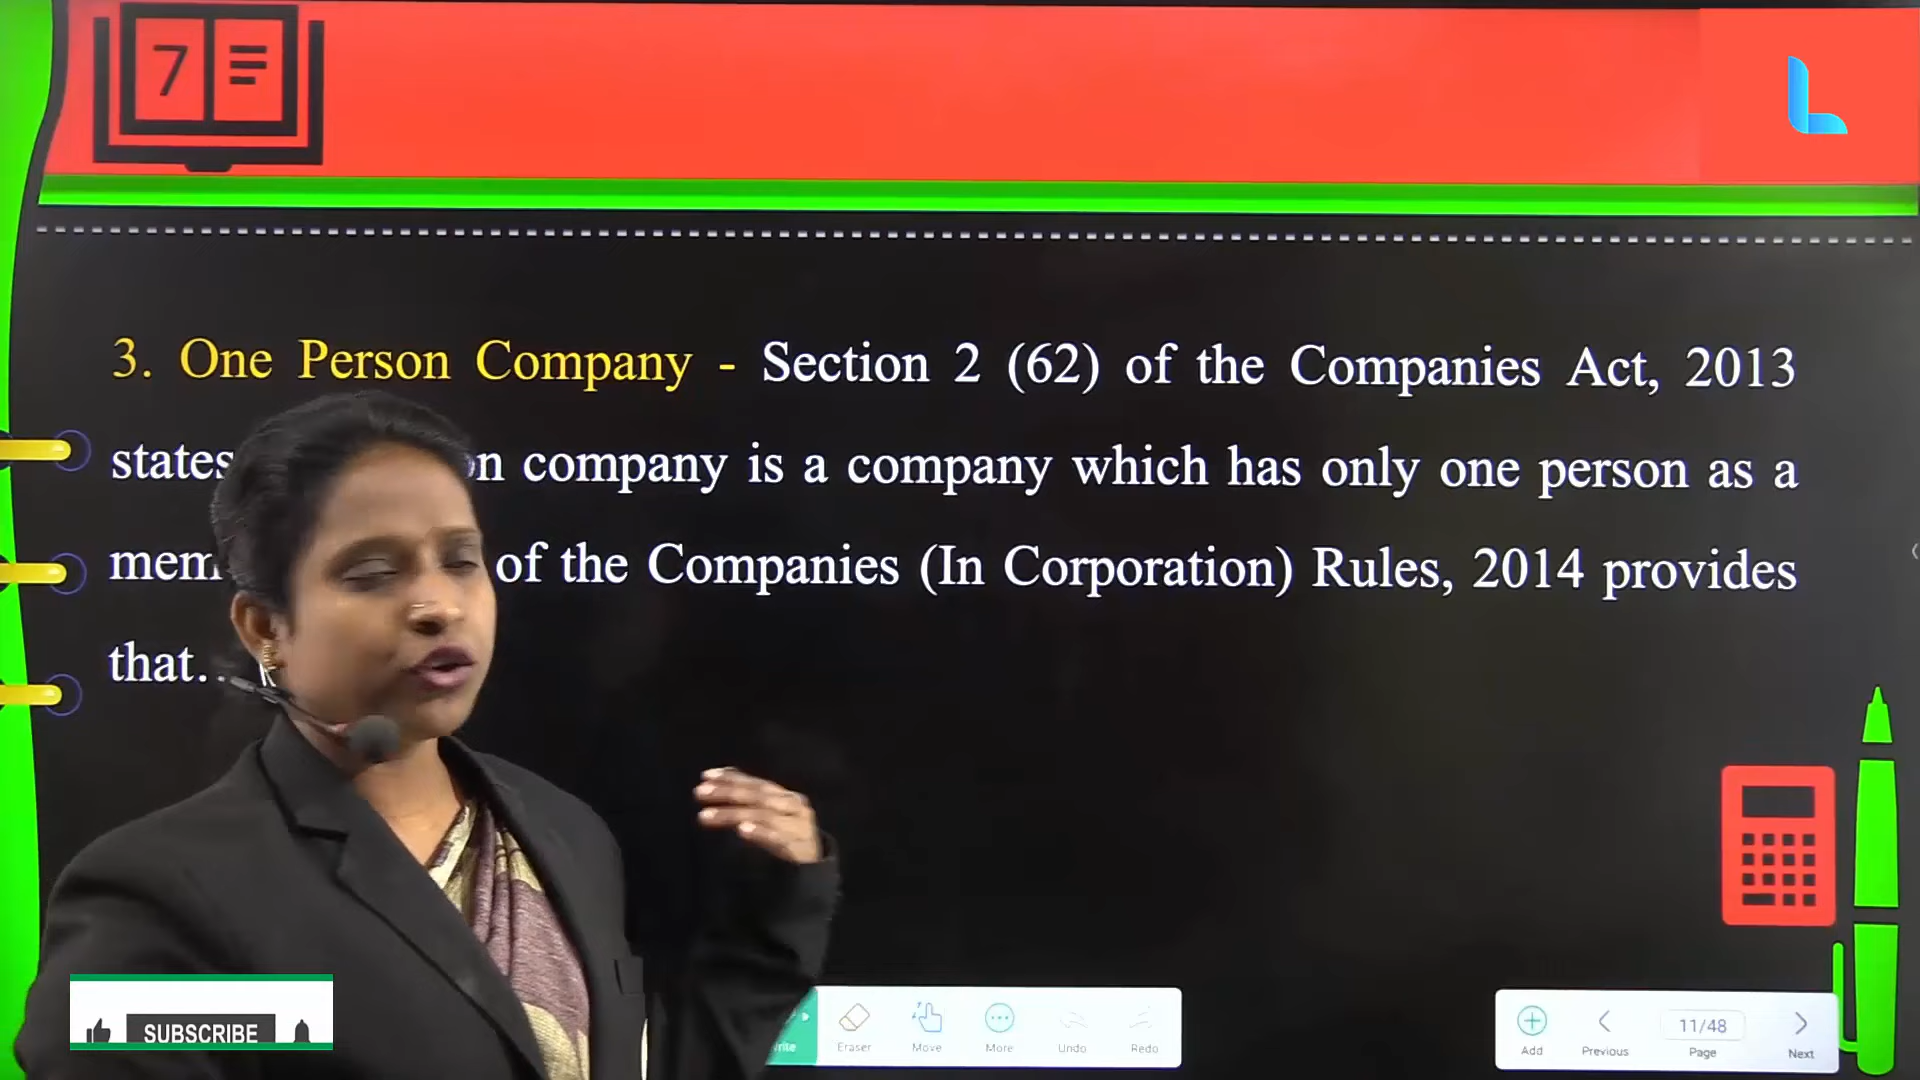 7
3. One Person Company - Section 2 (62) of the Companies Act, 2013
states n company is a company which has only one person as a
mem of the Companies (In Corporation) Rules, 2014 provides
that..
SUBSCRIBE
Eraser Move More Undo Redo
Add Previous 11/48 Page Next